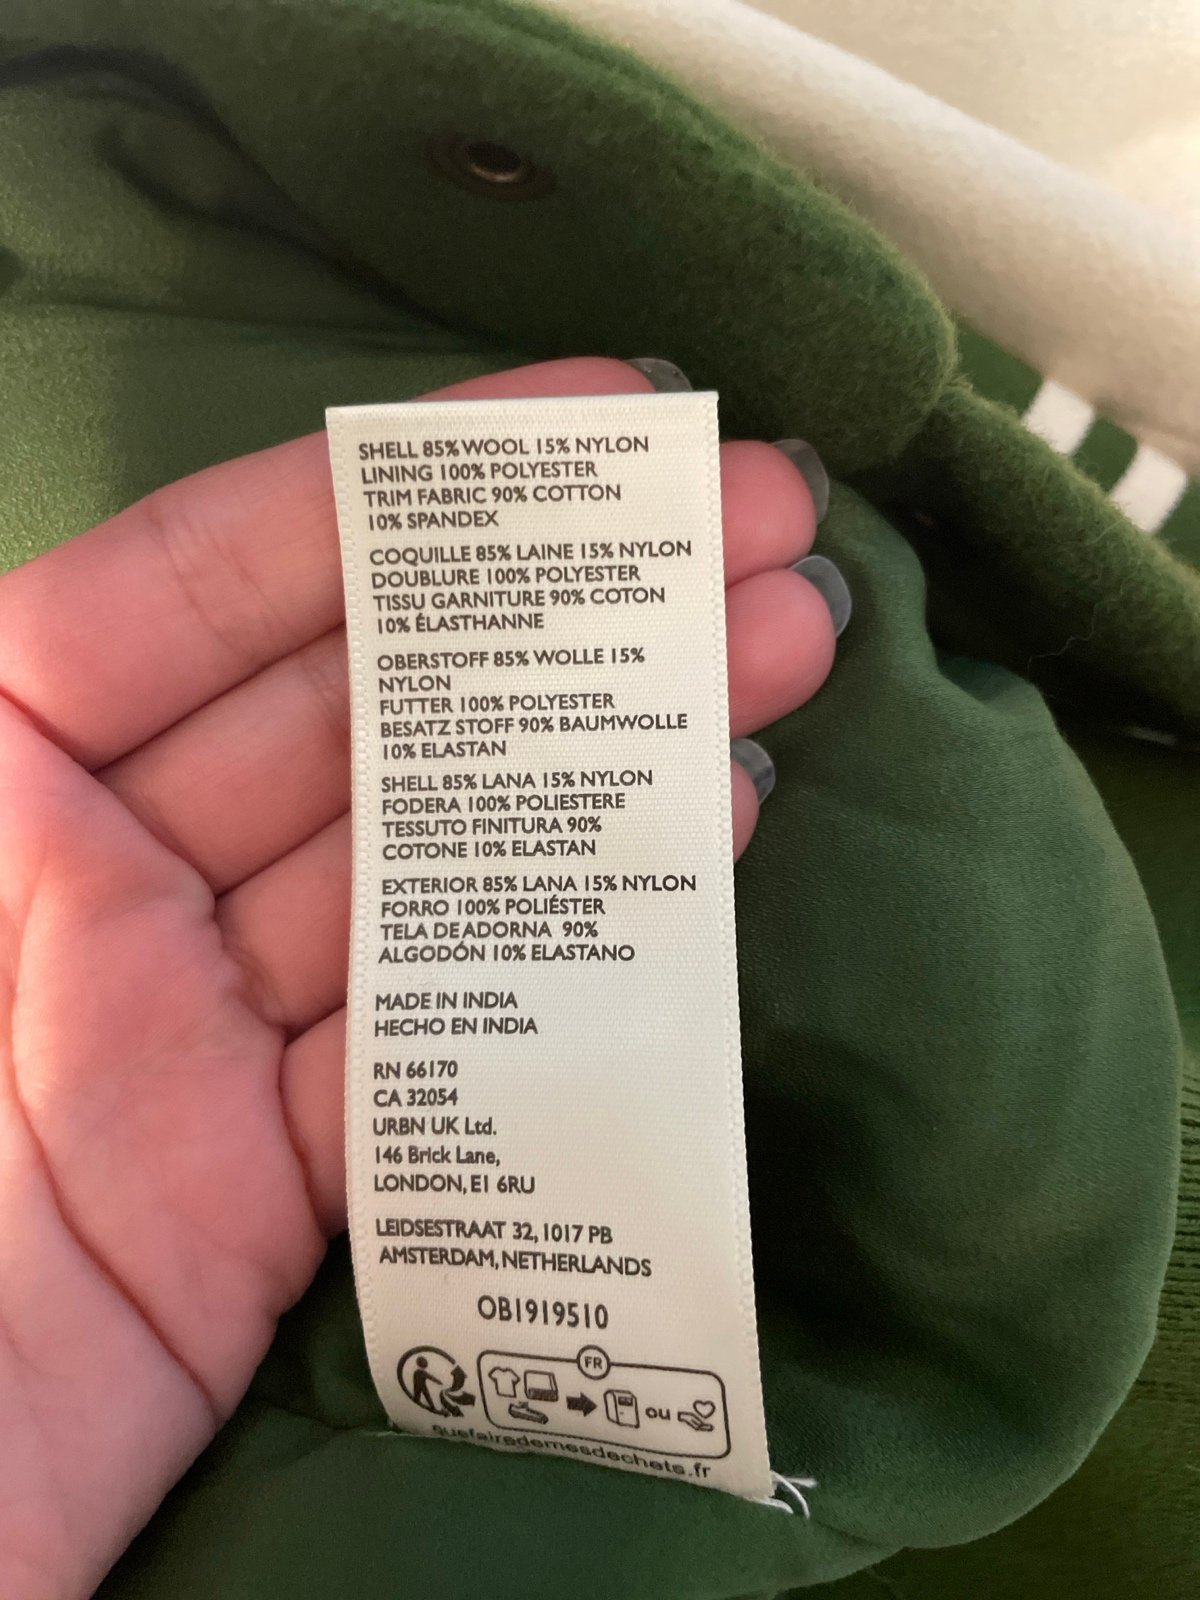 SHELL 85% WOOL 15% NYLON
LINING 100% POLYESTER
TRIM FABRIC 90% COTTON
10% SPANDEX
COQUILLE 85% LAINE 15% NYLON
DOUBLURE 100% POLYESTER
TISSU GARNITURE 90% COTON
10% ÉLASTHANNE
OBERSTOFF 85% WOLLE 15%
NYLON
FUTTER 100% POLYESTER
BESATZ STOFF 90% BAUMWOLLE
10% ELASTAN
SHELL 85% LANA 15% NYLON
FODERA 100% POLIESTERE
TESSUTO FINITURA 90%
COTONE 10% ELASTAN
EXTERIOR 85% LANA 15% NYLON
FORRO 100% POLIÉSTER
TELA DE ADORNA 90%
ALGODÓN 10% ELASTANO
MADE IN INDIA
HECHO EN INDIA
RN 66170
CA 32054
URBN UK Ltd.
146 Brick Lane,
LONDON, E1 6RU
LEIDSESTRAAT 32, 1017 PB
AMSTERDAM, NETHERLANDS
OB1919510
FR
ou
quefairedemesdechets.fr